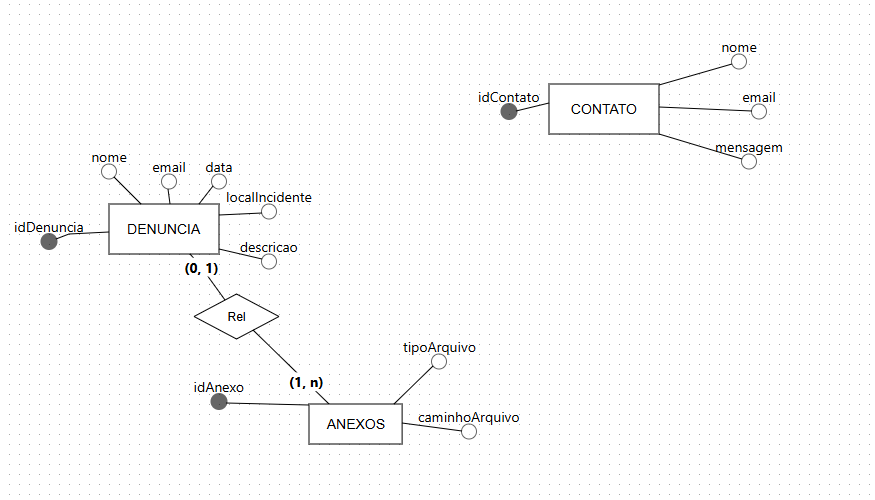 nome
idContato
email
CONTATO
mensagem
nome
email
data
localIncidente
idDenuncia
DENUNCIA
descricao
(0, 1)
Rel
tipoArquivo
(1, n)
idAnexo
caminhoArquivo
ANEXOS